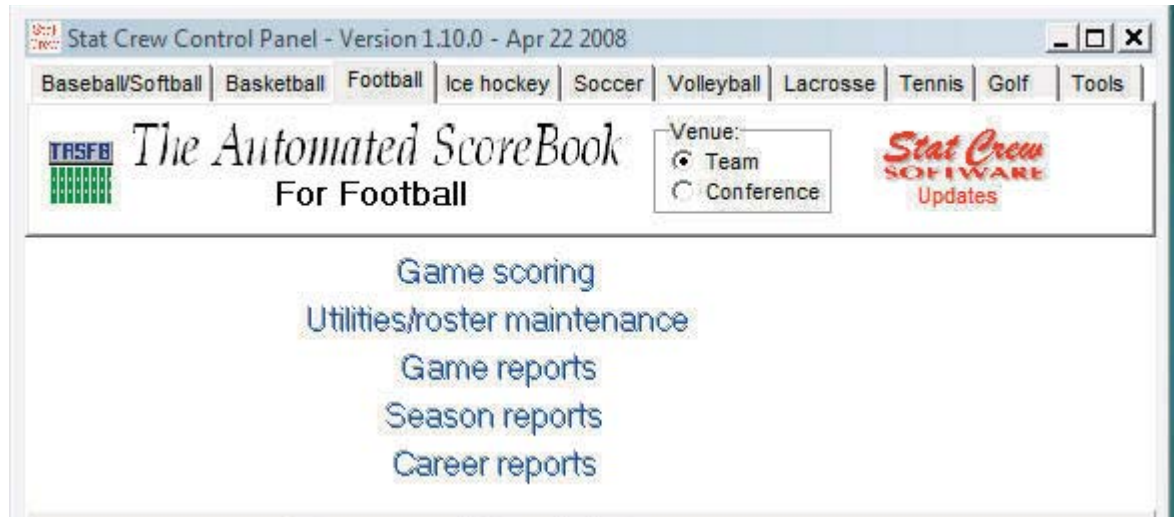 Stat Crew
Stat Crew Control Panel - Version 1.10.0 - Apr 22 2008
Baseball/Softball Basketball Football Ice hockey Soccer Volleyball Lacrosse Tennis Golf Tools
TASFB
The Automated ScoreBook
For Football
Venue:
Team
Conference
Stat Crew
SOFTWARE
Updates
Game scoring
Utilities/roster maintenance
Game reports
Season reports
Career reports